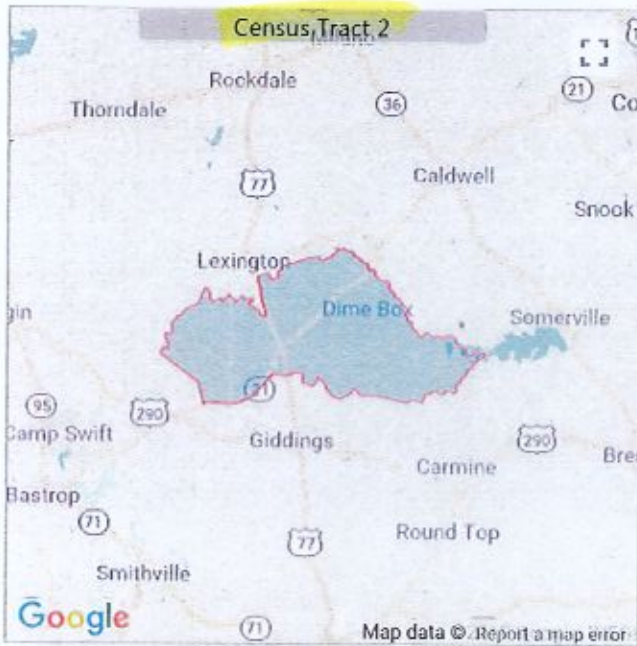 Census Tract 2
Rockdale
21
Thorndale
36
Co
Caldwell
77
Snook
Lexington
gin
Dime Box
Somerville
95
290
21
Camp Swift
Giddings
290
Carmine
Bre
Bastrop
71
Round Top
77
Smithville
Google
71
Map data © Report a map error